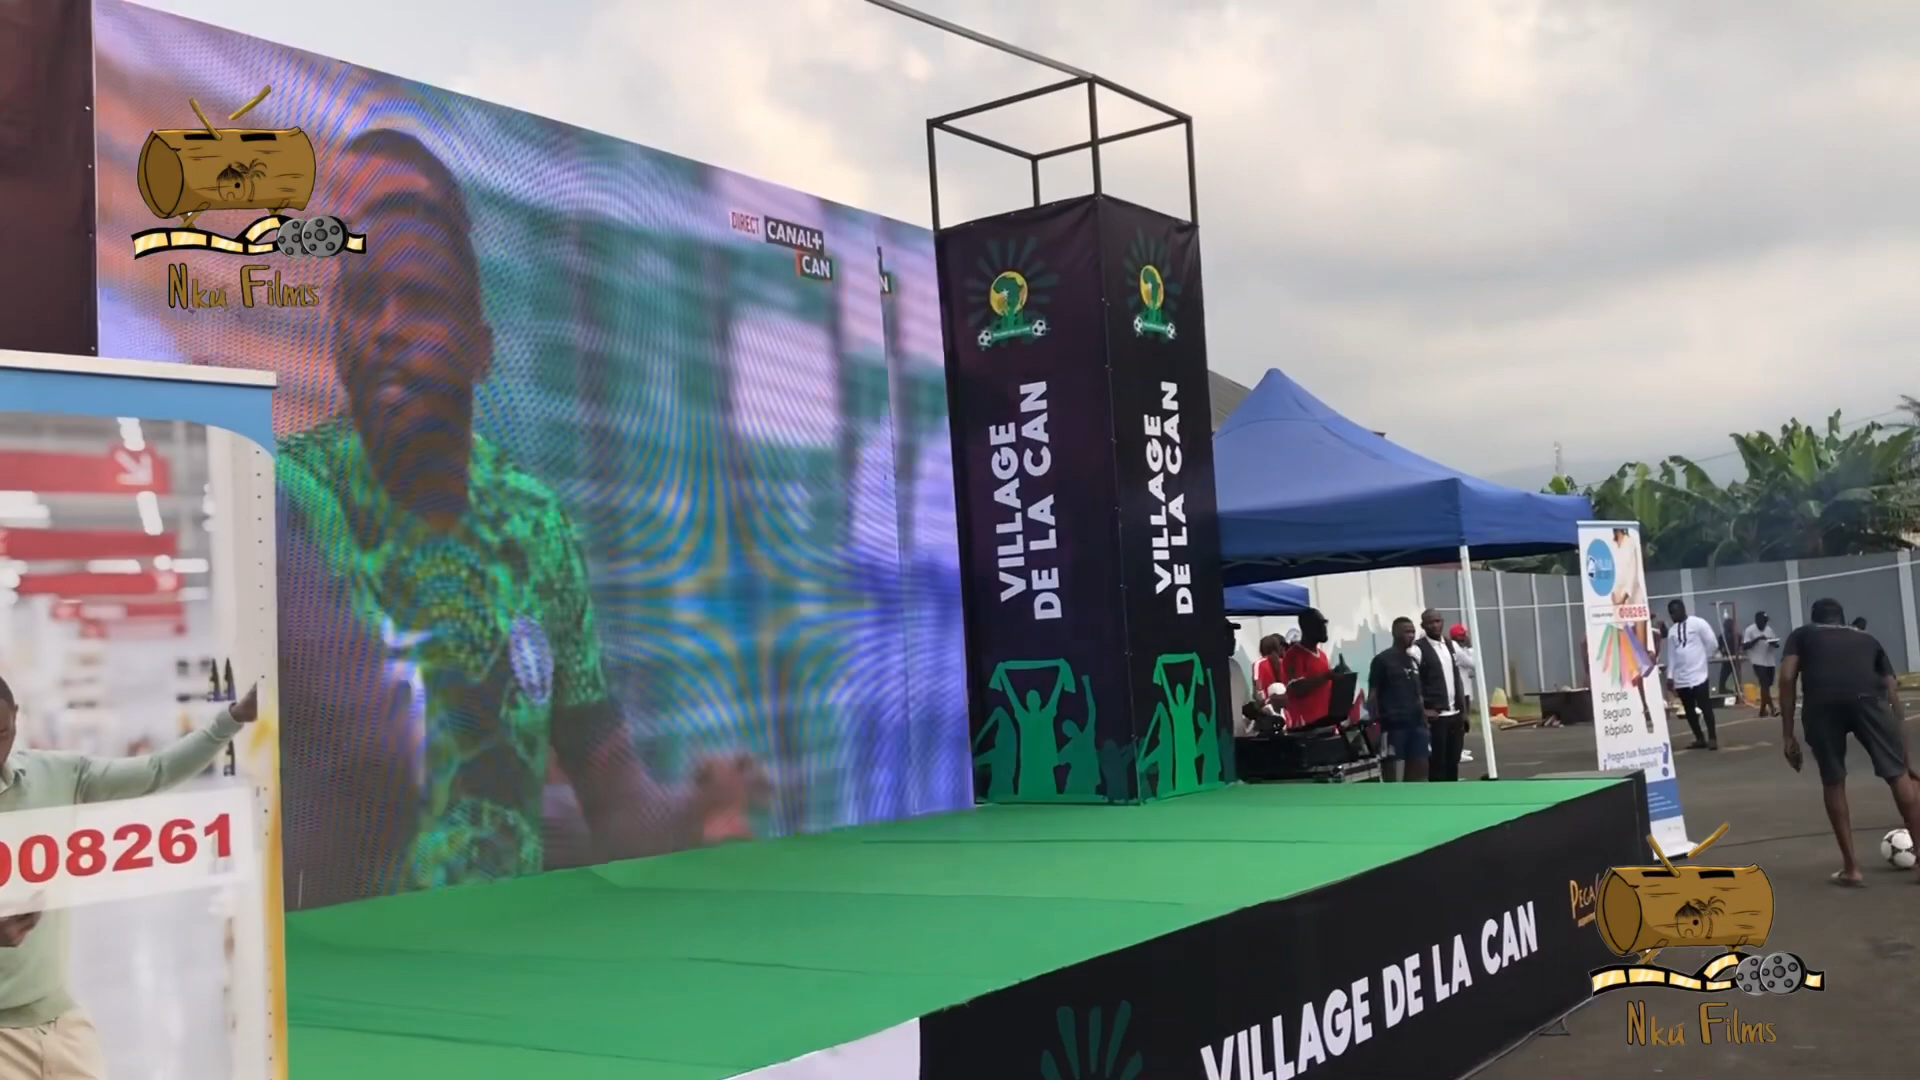 Nku Films
DIRECT CANAL+
CAN
VILLAGE
DE LA CAN
VILLAGE
DE LA CAN
008261
008285
Simple
Seguro
Rápido
VILLAGE DE LA CAN
Nku Films